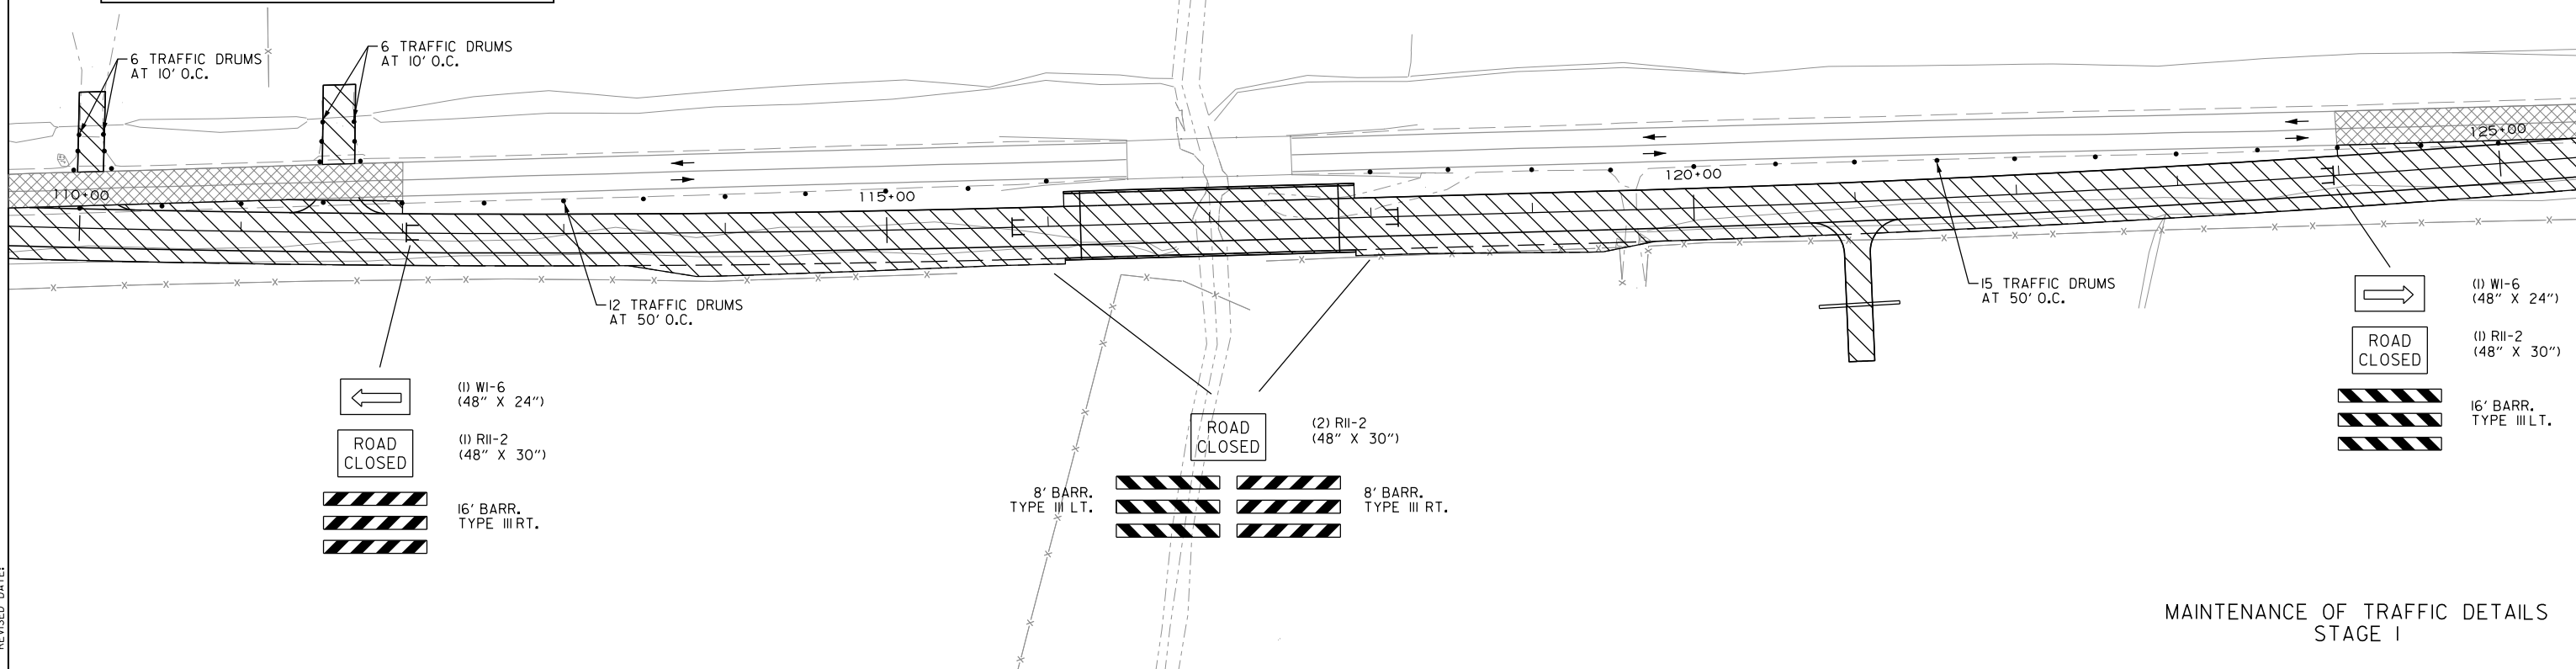 6 TRAFFIC DRUMS
AT 10' O.C.
6 TRAFFIC DRUMS
AT 10' O.C.
110+00
115+00
120+00
125+00
12 TRAFFIC DRUMS
AT 50' O.C.
15 TRAFFIC DRUMS
AT 50' O.C.
(1) W1-6
(48" X 24")
ROAD
CLOSED
(1) R11-2
(48" X 30")
16' BARR.
TYPE III RT.
ROAD
CLOSED
(2) R11-2
(48" X 30")
8' BARR.
TYPE III LT.
8' BARR.
TYPE III RT.
(1) W1-6
(48" X 24")
ROAD
CLOSED
(1) R11-2
(48" X 30")
16' BARR.
TYPE III LT.
REVISED DATE:
MAINTENANCE OF TRAFFIC DETAILS
STAGE 1